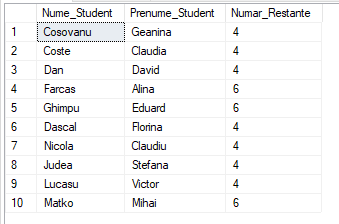 Nume_Student Prenume_Student Numar_Restante
1 Cosovanu Geanina 4
2 Coste Claudia 4
3 Dan David 4
4 Farcas Alina 6
5 Ghimpu Eduard 6
6 Dascal Florina 4
7 Nicola Claudiu 4
8 Judea Stefana 4
9 Lucasu Victor 4
10 Matko Mihai 6